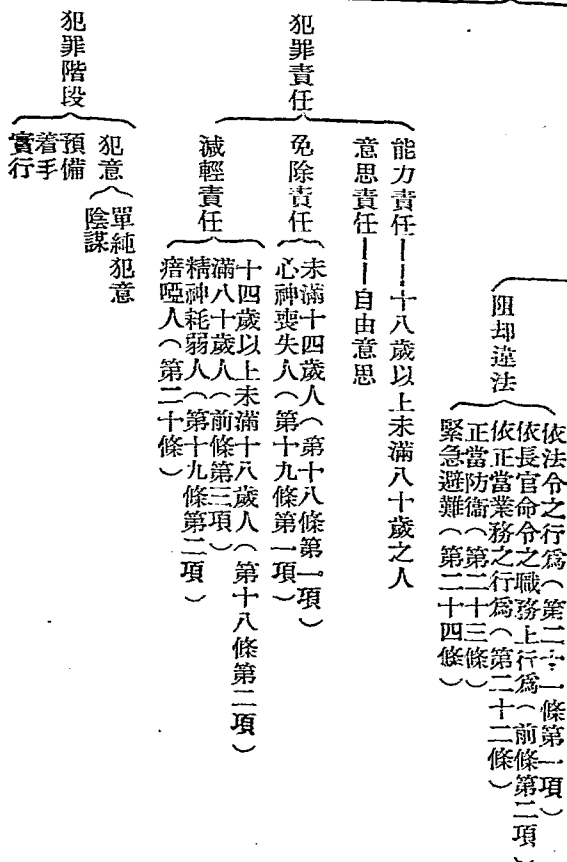 阻却違法
依法令之行爲（第二十一條第一項）
依長官命令之職務上行爲（前條第二項）
依正當業務之行爲（第二十二條）
正當防衞（第二十三條）
緊急避難（第二十四條）
犯罪責任
能力責任——十八歲以上未滿八十歲之人
意思責任——自由意思
免除責任
未滿十四歲人（第十八條第一項）
心神喪失人（第十九條第一項）
減輕責任
十四歲以上未滿十八歲人（第十八條第二項）
滿八十歲人（前條第三項）
精神耗弱人（第十九條第二項）
瘖啞人（第二十條）
犯罪階段
犯意
單純犯意
陰謀
預備
着手
實行